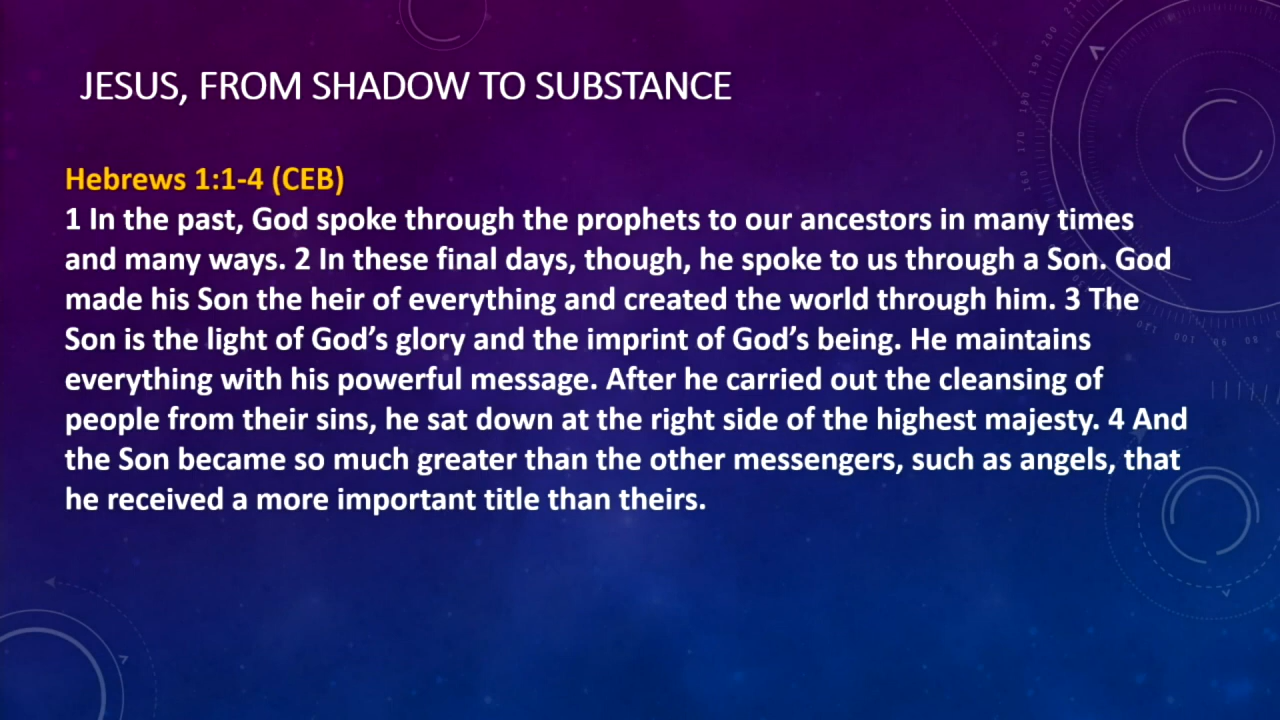 JESUS, FROM SHADOW TO SUBSTANCE
Hebrews 1:1-4 (CEB)
1 In the past, God spoke through the prophets to our ancestors in many times
and many ways. 2 In these final days, though, he spoke to us through a Son. God
made his Son the heir of everything and created the world through him. 3 The
Son is the light of God’s glory and the imprint of God’s being. He maintains
everything with his powerful message. After he carried out the cleansing of
people from their sins, he sat down at the right side of the highest majesty. 4 And
the Son became so much greater than the other messengers, such as angels, that
he received a more important title than theirs.
160
170
180
190
200